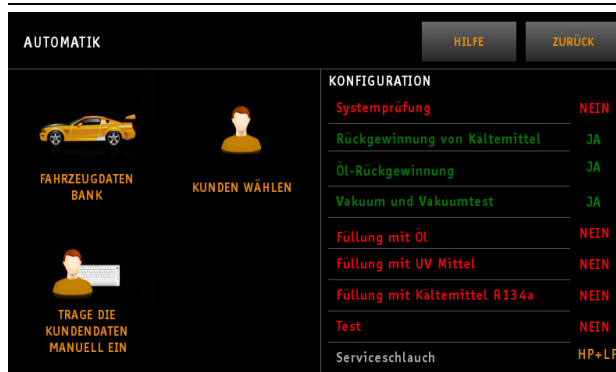 AUTOMATIK
HILFE
ZURÜCK
FAHRZEUGDATEN
BANK
KUNDEN WÄHLEN
TRAGE DIE
KUNDENDATEN
MANUELL EIN
KONFIGURATION
Systemprüfung NEIN
Rückgewinnung von Kältemittel JA
Öl-Rückgewinnung JA
Vakuum und Vakuumtest JA
Füllung mit Öl NEIN
Füllung mit UV Mittel NEIN
Füllung mit Kältemittel R134a NEIN
Test NEIN
Serviceschlauch HP+LP